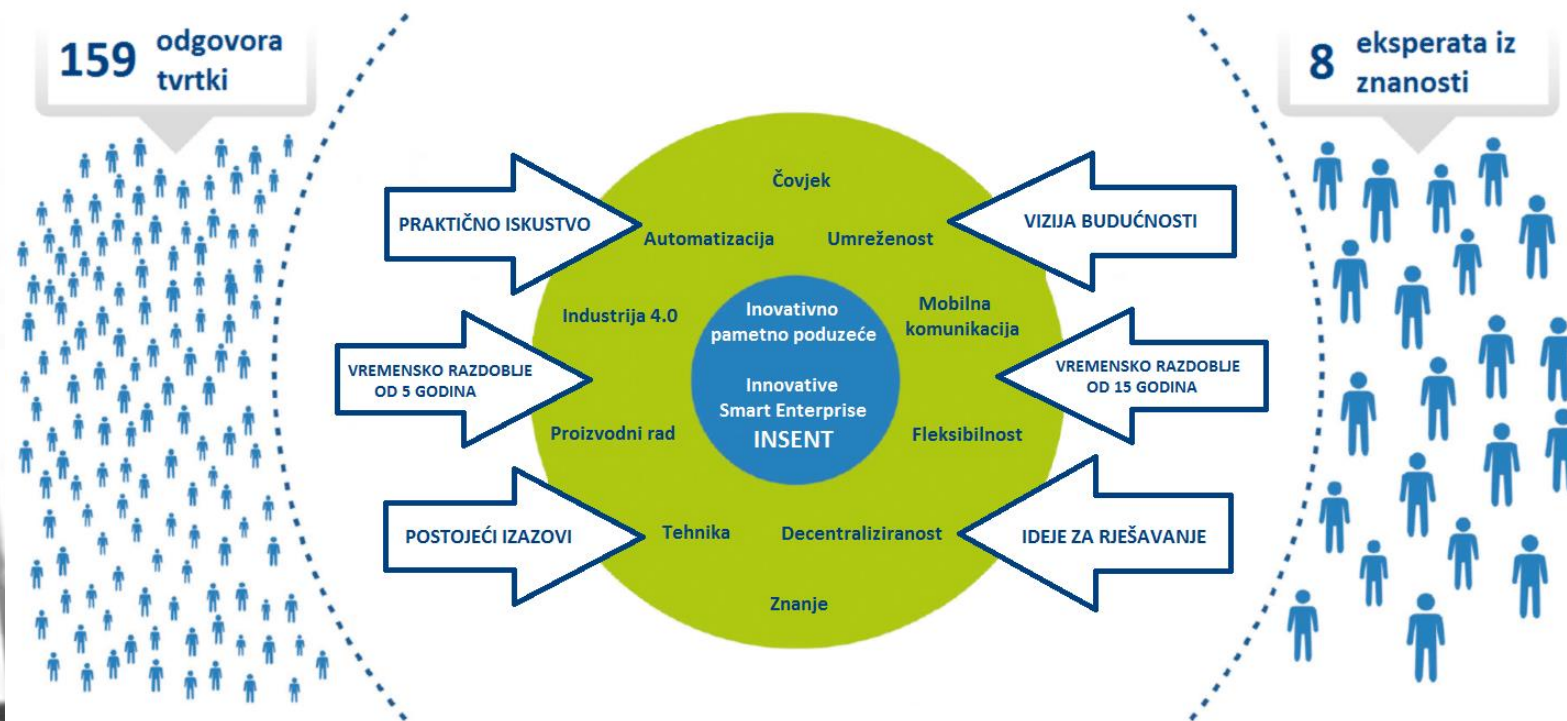 159 odgovora
tvrtki
8 eksperata iz
znanosti
PRAKTIČNO ISKUSTVO
VREMENSKO RAZDOBLJE
OD 5 GODINA
POSTOJEĆI IZAZOVI
Čovjek
Automatizacija
Umreženost
Industrija 4.0
Mobilna
komunikacija
Inovativno
pametno poduzeće
Innovative
Smart Enterprise
INSENT
Proizvodni rad
Fleksibilnost
Tehnika
Decentraliziranost
Znanje
VIZIJA BUDUĆNOSTI
VREMENSKO RAZDOBLJE
OD 15 GODINA
IDEJE ZA RJEŠAVANJE